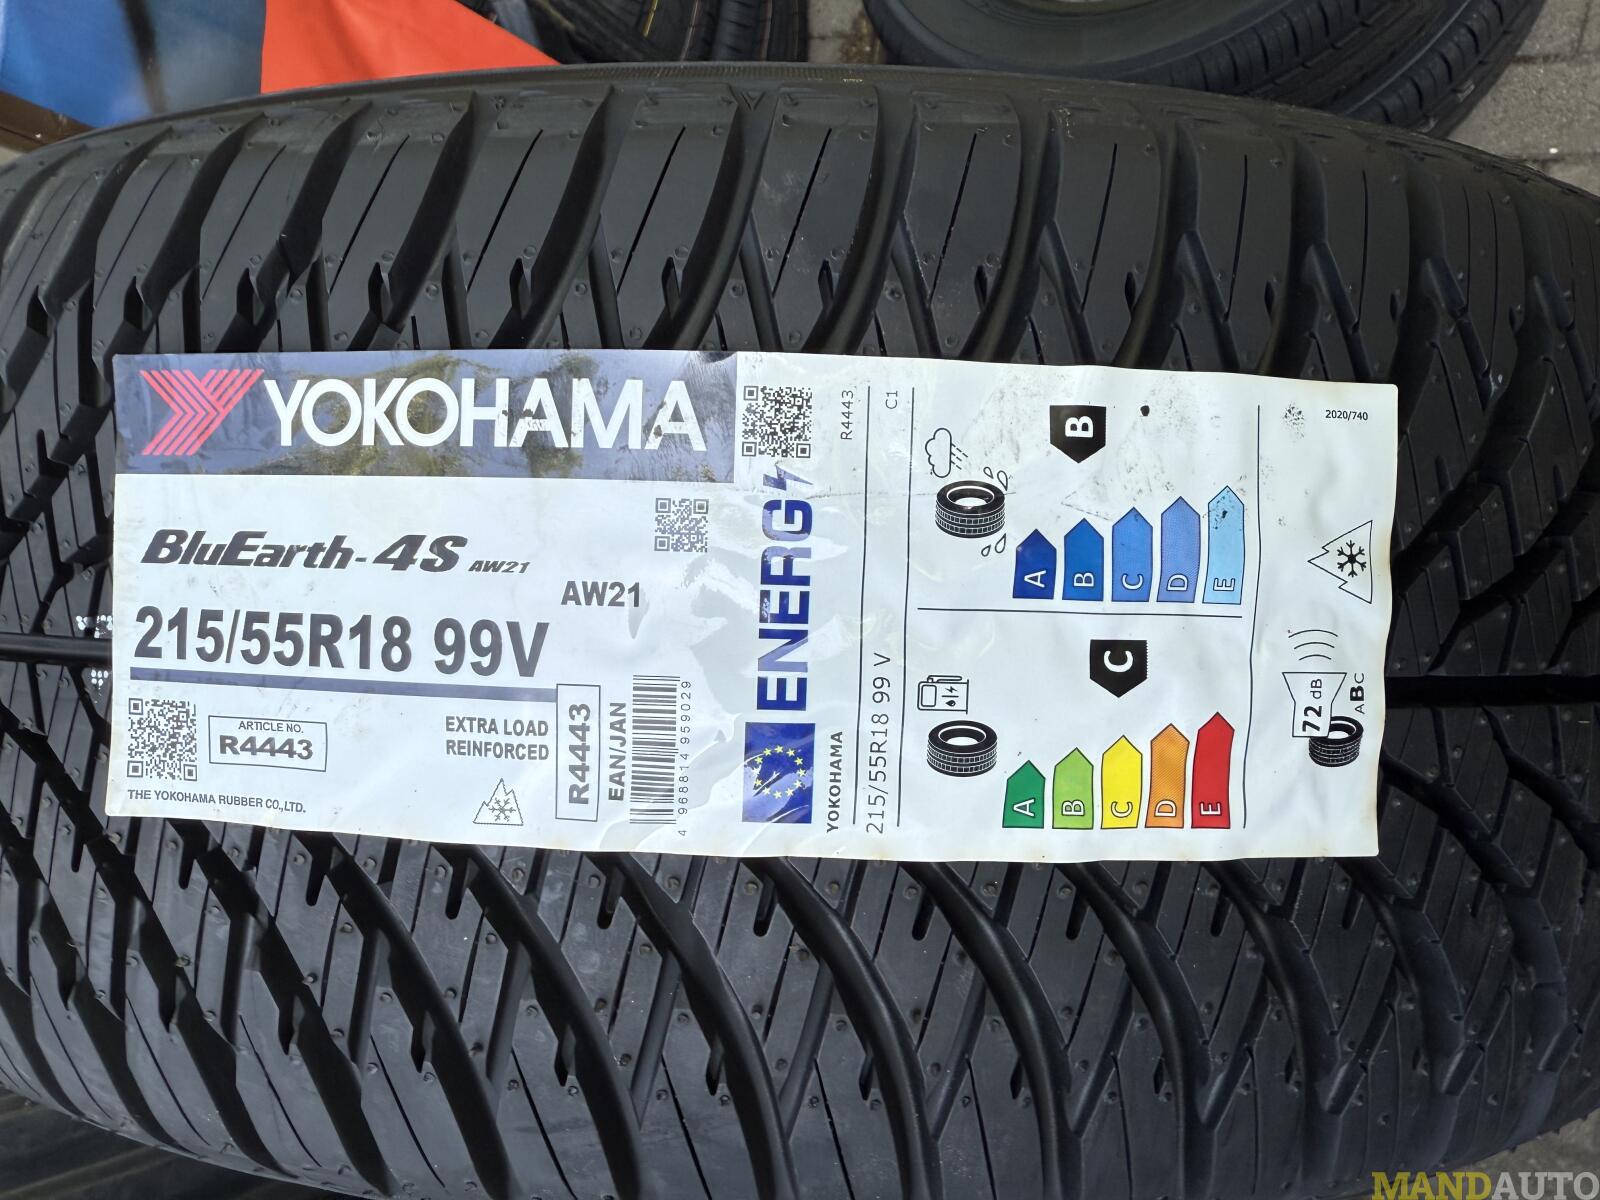 YOKOHAMA
BluEarth-4S AW21
AW21
215/55R18 99V
ARTICLE NO.
R4443
EXTRA LOAD
REINFORCED
THE YOKOHAMA RUBBER CO.,LTD.
R4443
EAN/JAN
4 968814 959029
ENERG
YOKOHAMA
R4443
215/55R18 99 V
C1
B
A
B
C
D
E
C
A
B
C
D
E
2020/740
72 dB
ABC
MANDAUTO